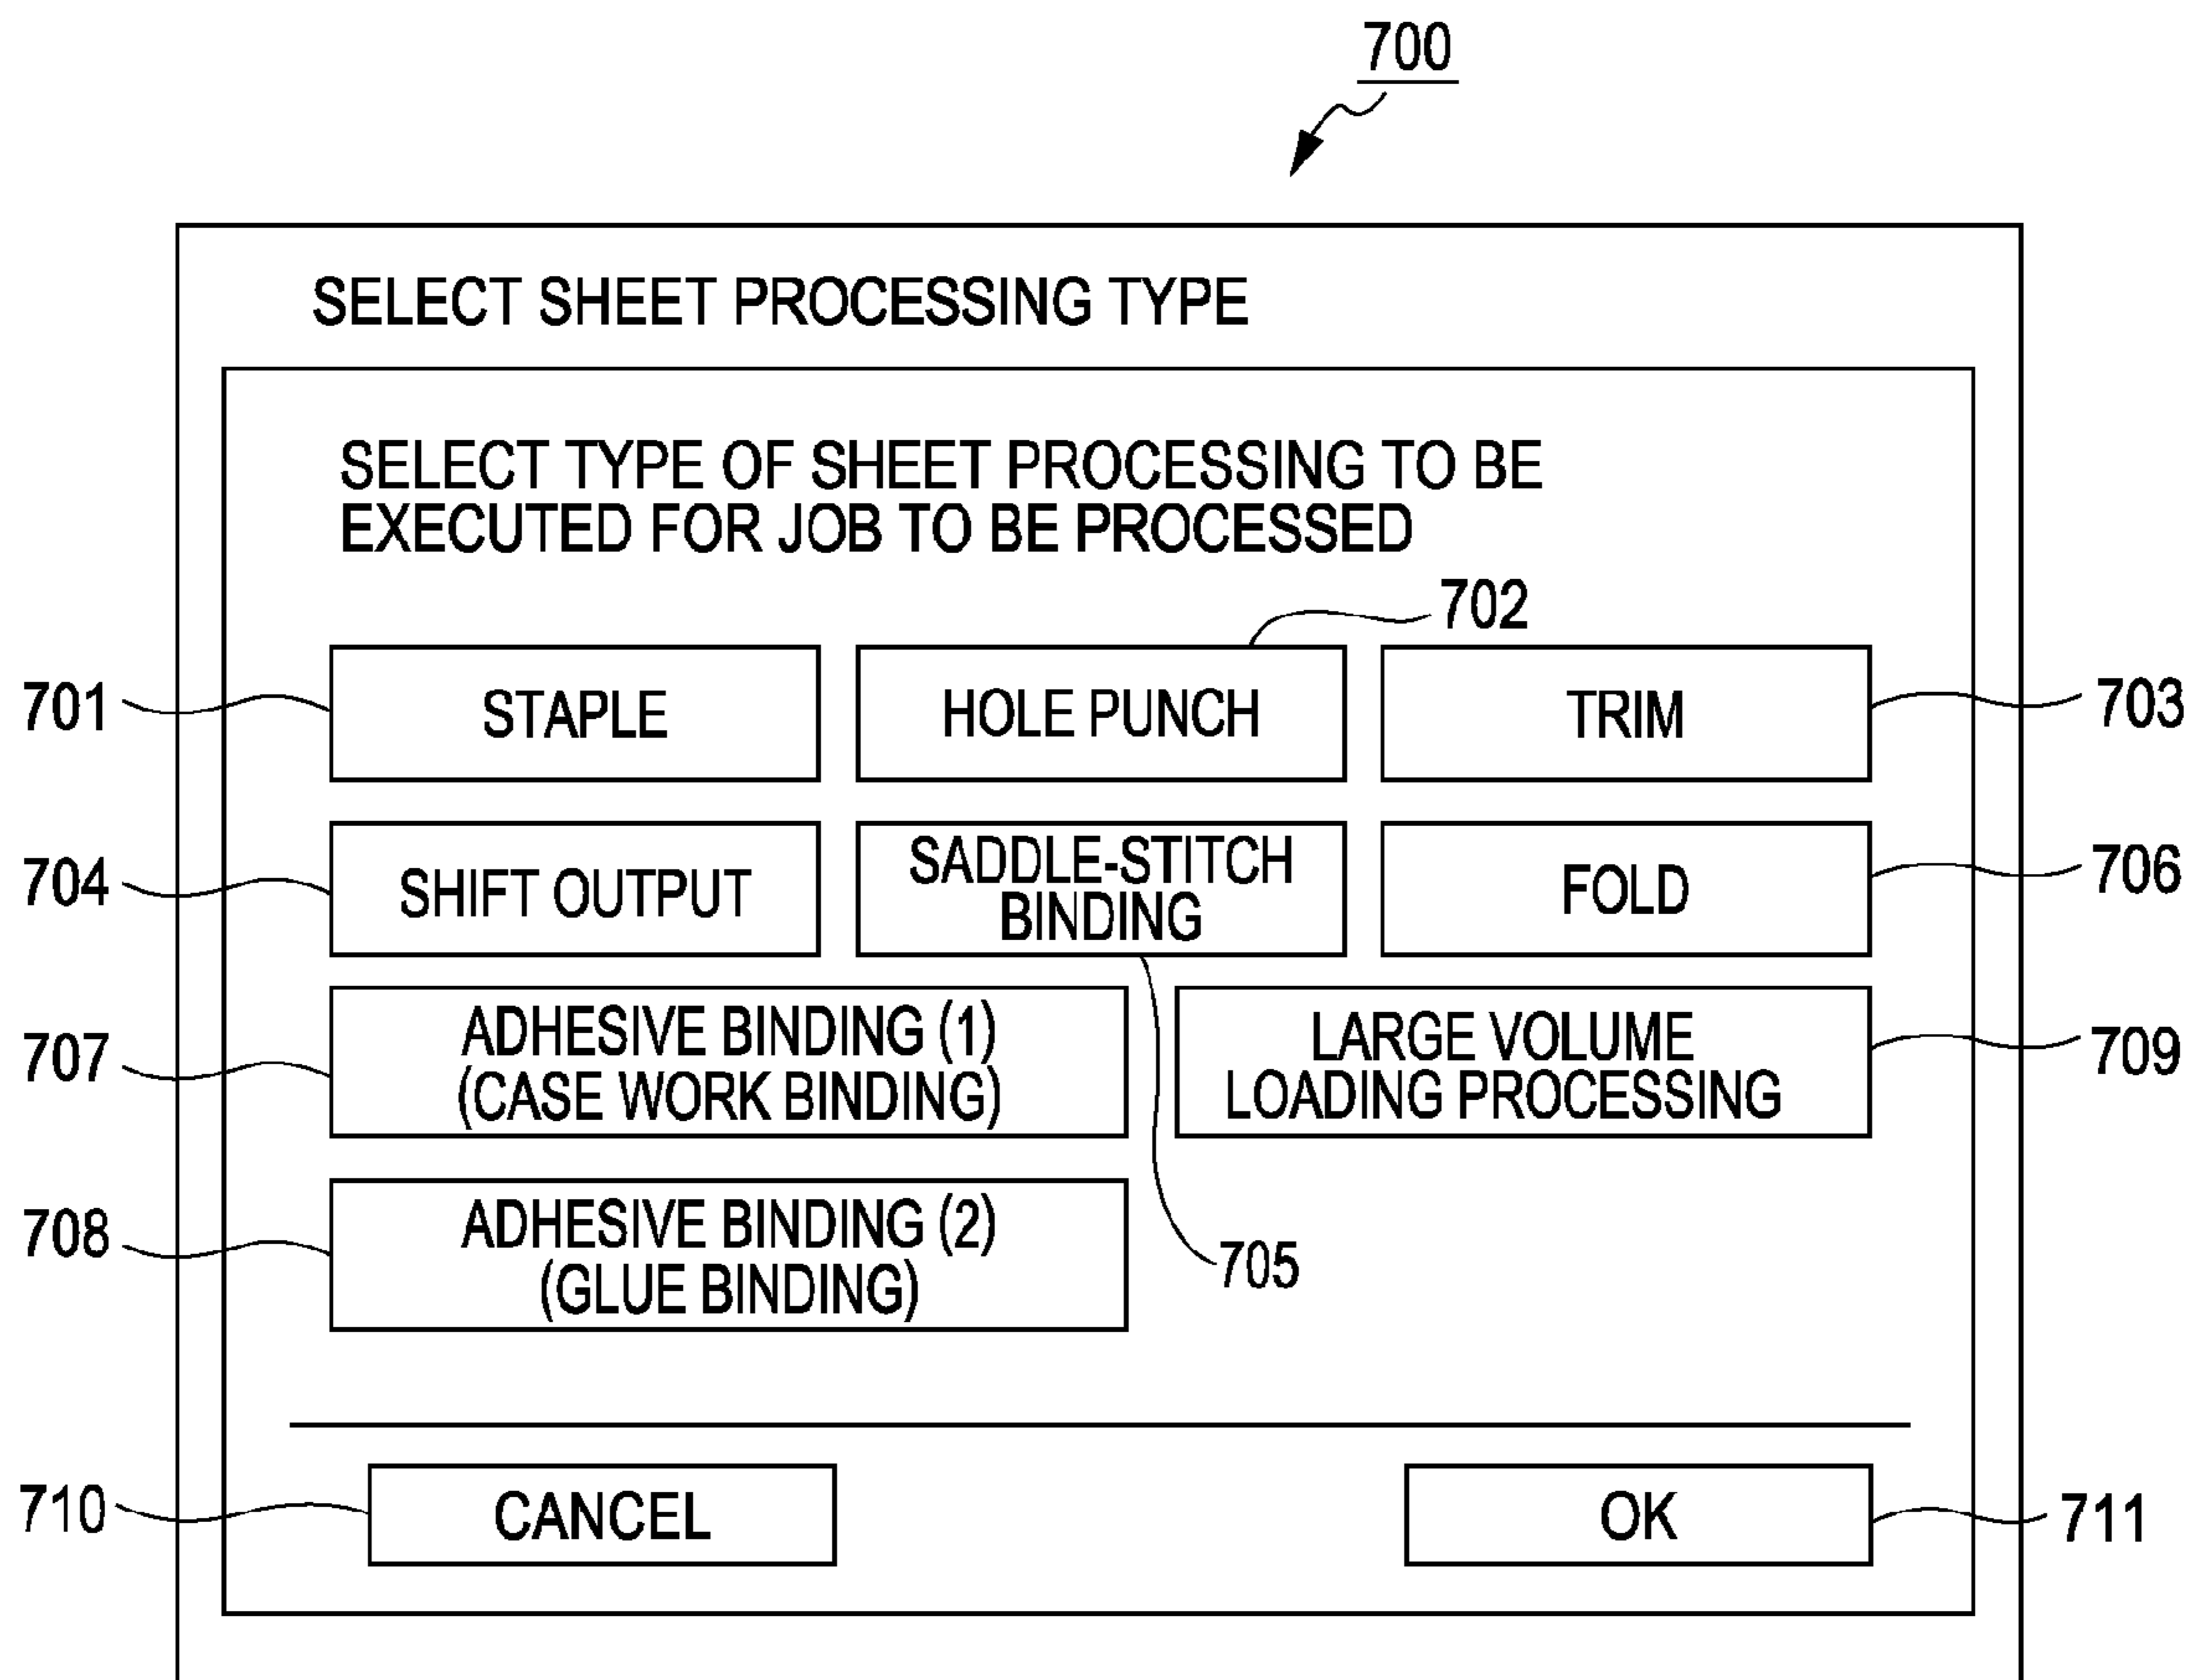 700
SELECT SHEET PROCESSING TYPE
SELECT TYPE OF SHEET PROCESSING TO BE
EXECUTED FOR JOB TO BE PROCESSED
702
701
STAPLE
HOLE PUNCH
TRIM
703
704
SHIFT OUTPUT
SADDLE-STITCH
BINDING
FOLD
706
707
ADHESIVE BINDING (1)
(CASE WORK BINDING)
LARGE VOLUME
LOADING PROCESSING
709
708
ADHESIVE BINDING (2)
(GLUE BINDING)
705
710
CANCEL
OK
711